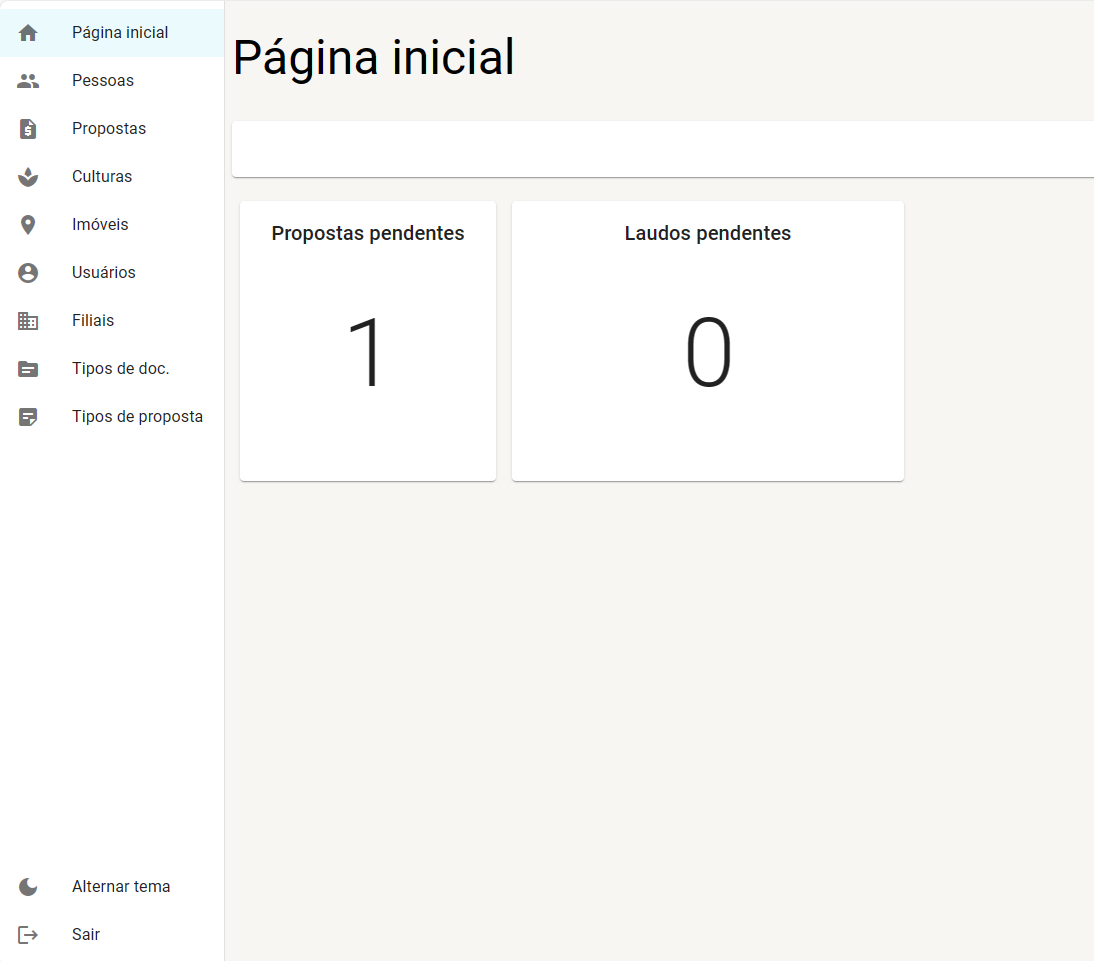 Página inicial
Pessoas
Propostas
Culturas
Imóveis
Usuários
Filiais
Tipos de doc.
Tipos de proposta
Alternar tema
Sair
Página inicial
Propostas pendentes
1
Laudos pendentes
0